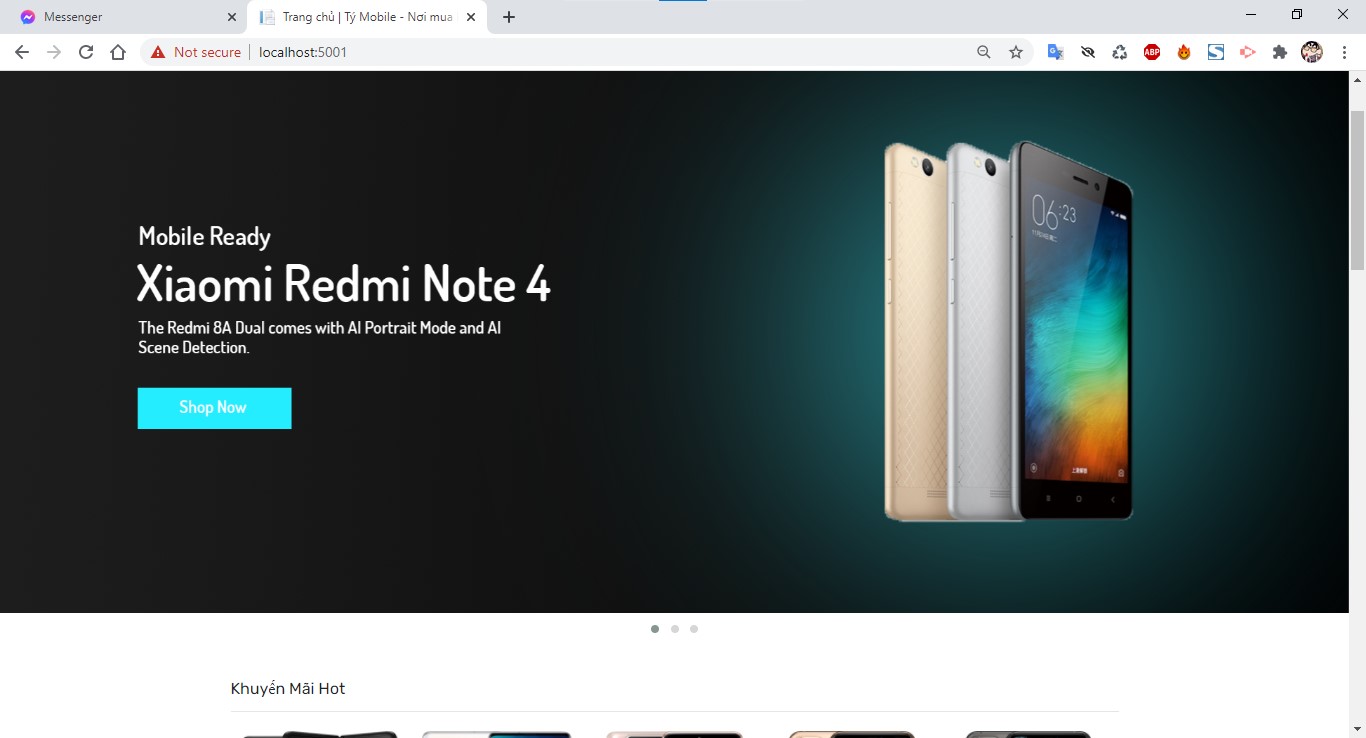 Messenger
Trang chủ | Tý Mobile - Nơi mua
Not secure
localhost:5001
ABP
Mobile Ready
Xiaomi Redmi Note 4
The Redmi 8A Dual comes with AI Portrait Mode and AI
Scene Detection.
Shop Now
06:23
Khuyến Mãi Hot